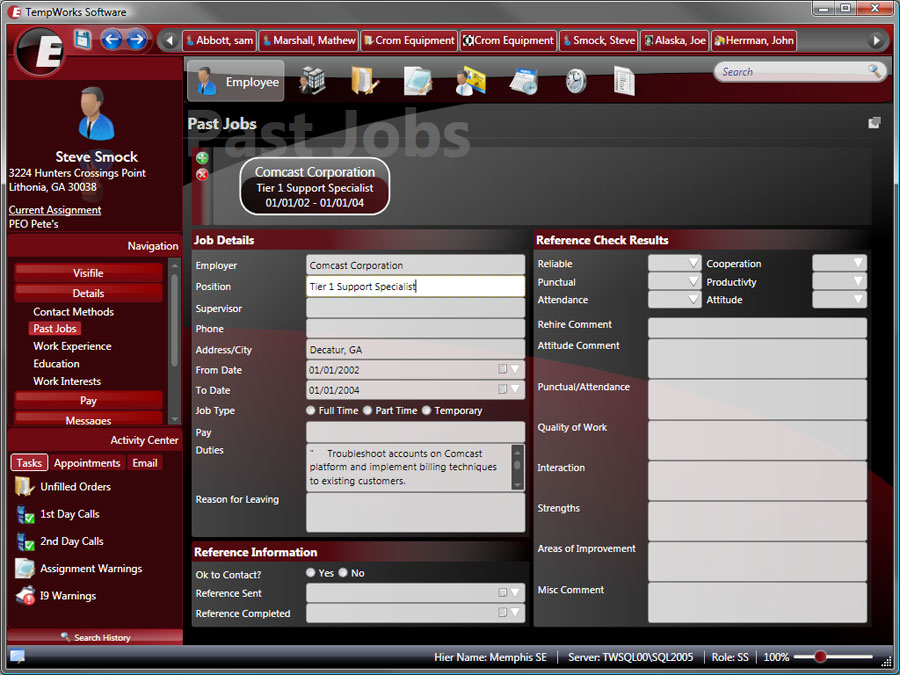 TempWorks Software
E
Abbott, sam
Marshall, Mathew
Crom Equipment
Crom Equipment
Smock, Steve
Alaska, Joe
Herrman, John
Employee
Search
Past Jobs
Past Jobs
Steve Smock
3224 Hunters Crossings Point
Lithonia, GA 30038
Current Assignment
PEO Pete's
Navigation
Visifile
Details
Contact Methods
Past Jobs
Work Experience
Education
Work Interests
Pay
Messages
Activity Center
Tasks
Appointments
Email
Unfilled Orders
1st Day Calls
2nd Day Calls
Assignment Warnings
I9 Warnings
Search History
Comcast Corporation
Tier 1 Support Specialist
01/01/02 - 01/01/04
Job Details
Employer
Comcast Corporation
Position
Tier 1 Support Specialist
Supervisor
Phone
Address/City
Decatur, GA
From Date
01/01/2002
To Date
01/01/2004
Job Type
Full Time
Part Time
Temporary
Pay
Duties
" Troubleshoot accounts on Comcast
platform and implement billing techniques
to existing customers.
Reason for Leaving
Reference Information
Ok to Contact?
Yes
No
Reference Sent
Reference Completed
Reference Check Results
Reliable
Cooperation
Punctual
Productivity
Attendance
Attitude
Rehire Comment
Attitude Comment
Punctual/Attendance
Quality of Work
Interaction
Strengths
Areas of Improvement
Misc Comment
Hier Name: Memphis SE
Server: TWSQL00\SQL2005
Role: SS
100%